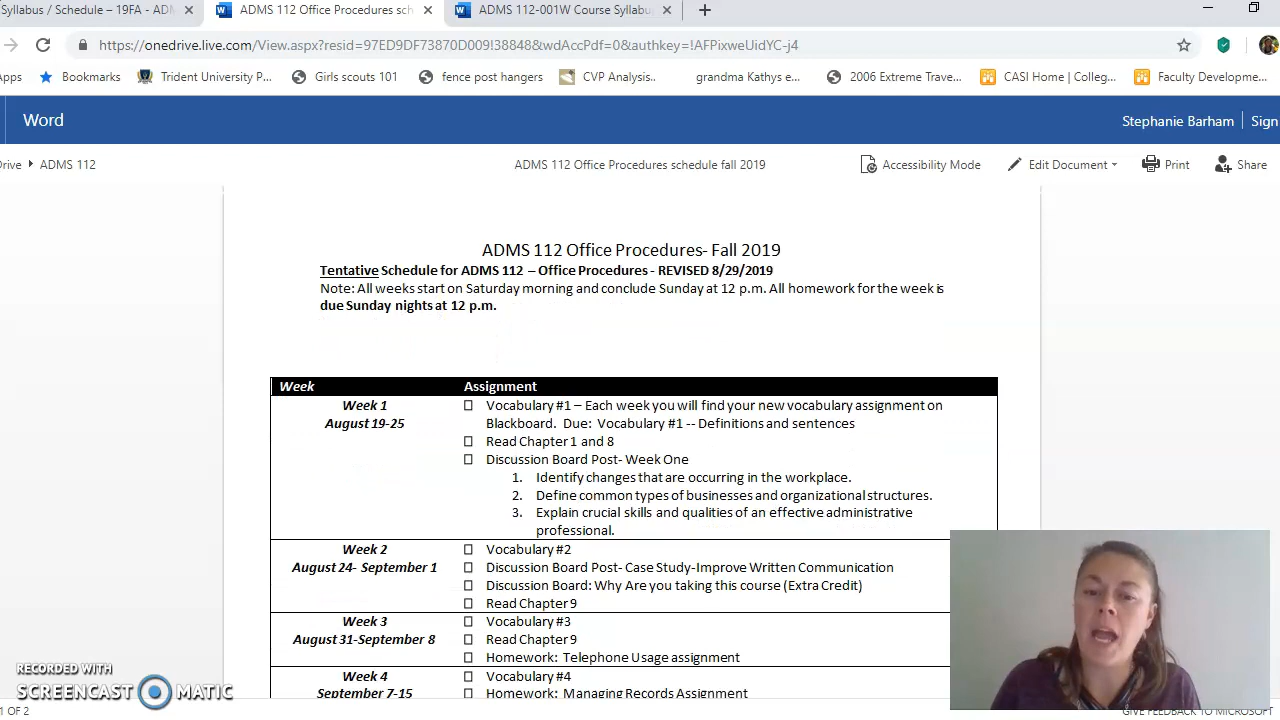 Syllabus / Schedule – 19FA - ADM
ADMS 112 Office Procedures sch
ADMS 112-001W Course Syllabu
https://onedrive.live.com/View.aspx?resid=97ED9DF73870D009!38848&wdAccPdf=0&authkey=!AFPixweUidYC-j4
Apps
Bookmarks
Trident University P...
Girls scouts 101
fence post hangers
CVP Analysis..
grandma Kathys e...
2006 Extreme Trave...
CASI Home | Colleg...
Faculty Developme...
Word
Stephanie Barham
Sign
Drive
ADMS 112
ADMS 112 Office Procedures schedule fall 2019
Accessibility Mode
Edit Document
Print
Share
ADMS 112 Office Procedures- Fall 2019
Tentative Schedule for ADMS 112 – Office Procedures - REVISED 8/29/2019
Note: All weeks start on Saturday morning and conclude Sunday at 12 p.m. All homework for the week is
due Sunday nights at 12 p.m.
Week Assignment
Week 1
August 19-25
Vocabulary #1 – Each week you will find your new vocabulary assignment on
Blackboard. Due: Vocabulary #1 -- Definitions and sentences
Read Chapter 1 and 8
Discussion Board Post- Week One
1. Identify changes that are occurring in the workplace.
2. Define common types of businesses and organizational structures.
3. Explain crucial skills and qualities of an effective administrative
professional.
Week 2
August 24- September 1
Vocabulary #2
Discussion Board Post- Case Study-Improve Written Communication
Discussion Board: Why Are you taking this course (Extra Credit)
Read Chapter 9
Week 3
August 31-September 8
Vocabulary #3
Read Chapter 9
Homework: Telephone Usage assignment
Week 4
September 7-15
Vocabulary #4
Homework: Managing Records Assignment
RECORDED WITH
SCREENCAST MATIC
1 OF 2
GIVE FEEDBACK TO MICROSOFT